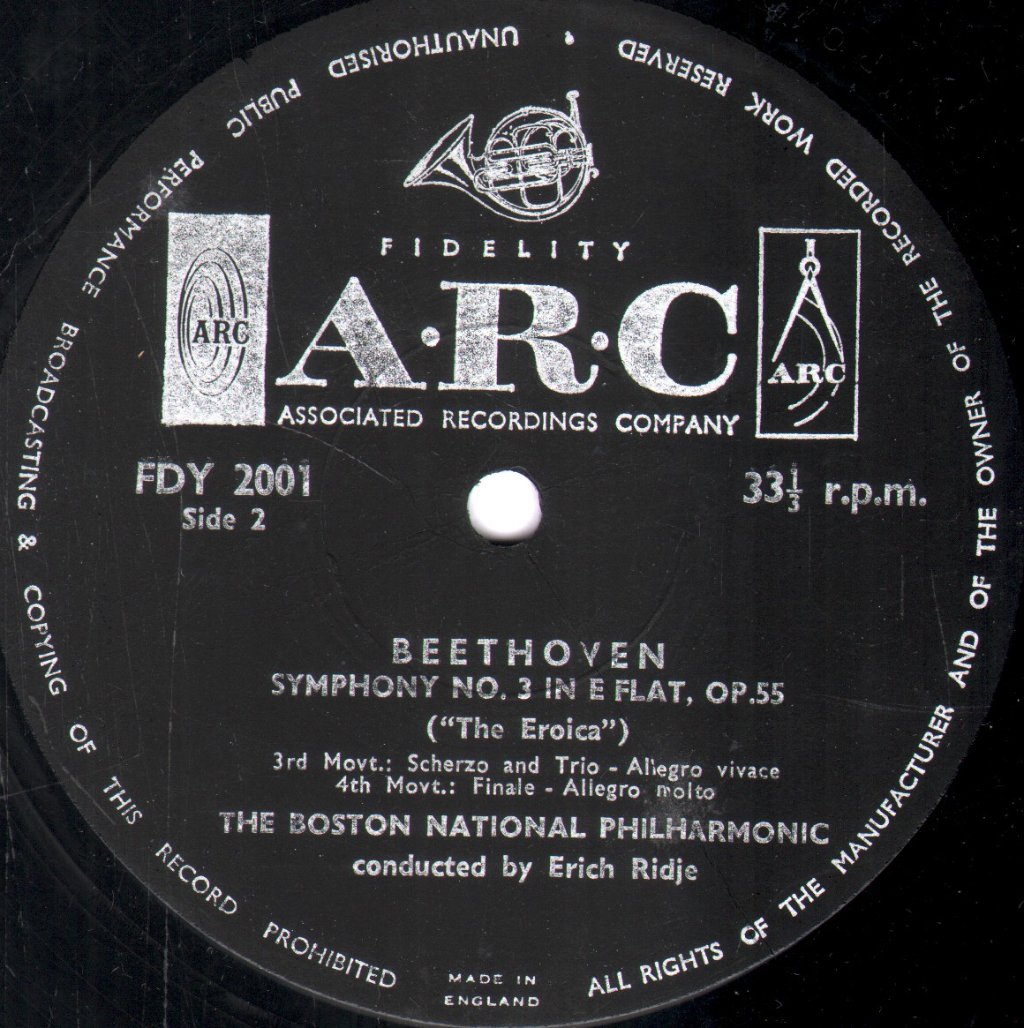 FIDELITY
ARC
A·R·C
ARC
ASSOCIATED RECORDINGS COMPANY
FDY 2001
Side 2
33⅓ r.p.m.
BEETHOVEN
SYMPHONY NO. 3 IN E FLAT, OP.55
("The Eroica")
3rd Movt.: Scherzo and Trio - Allegro vivace
4th Movt.: Finale - Allegro molto
THE BOSTON NATIONAL PHILHARMONIC
conducted by Erich Ridje
MADE IN
ENGLAND
ALL RIGHTS OF THE MANUFACTURER AND OF THE OWNER OF THE RECORDED WORK RESERVED • UNAUTHORISED PUBLIC PERFORMANCE BROADCASTING & COPYING OF THIS RECORD PROHIBITED